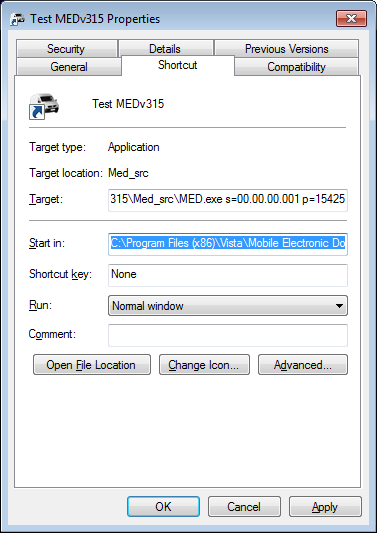 Test MEDv315 Properties
Security Details Previous Versions
General Shortcut Compatibility
Test MEDv315
Target type: Application
Target location: Med_src
Target: 315\Med_src\MED.exe s=00.00.00.001 p=15425
Start in: C:\Program Files (x86)\Vista\Mobile Electronic Do
Shortcut key: None
Run: Normal window
Comment:
Open File Location Change Icon... Advanced...
OK Cancel Apply